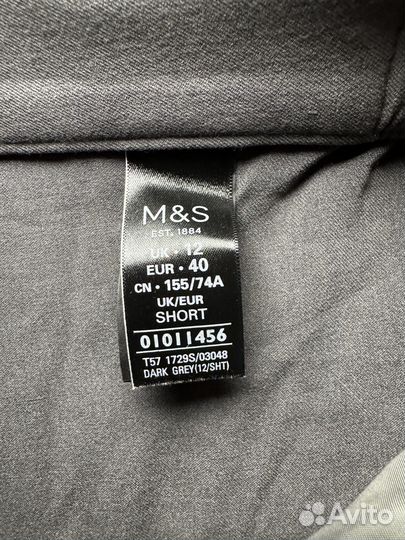 M&S
EST. 1884
UK • 12
EUR • 40
CN • 155/74A
UK/EUR
SHORT
01011456
T57 1729S/03048
DARK GREY(12/SHT)
Avito